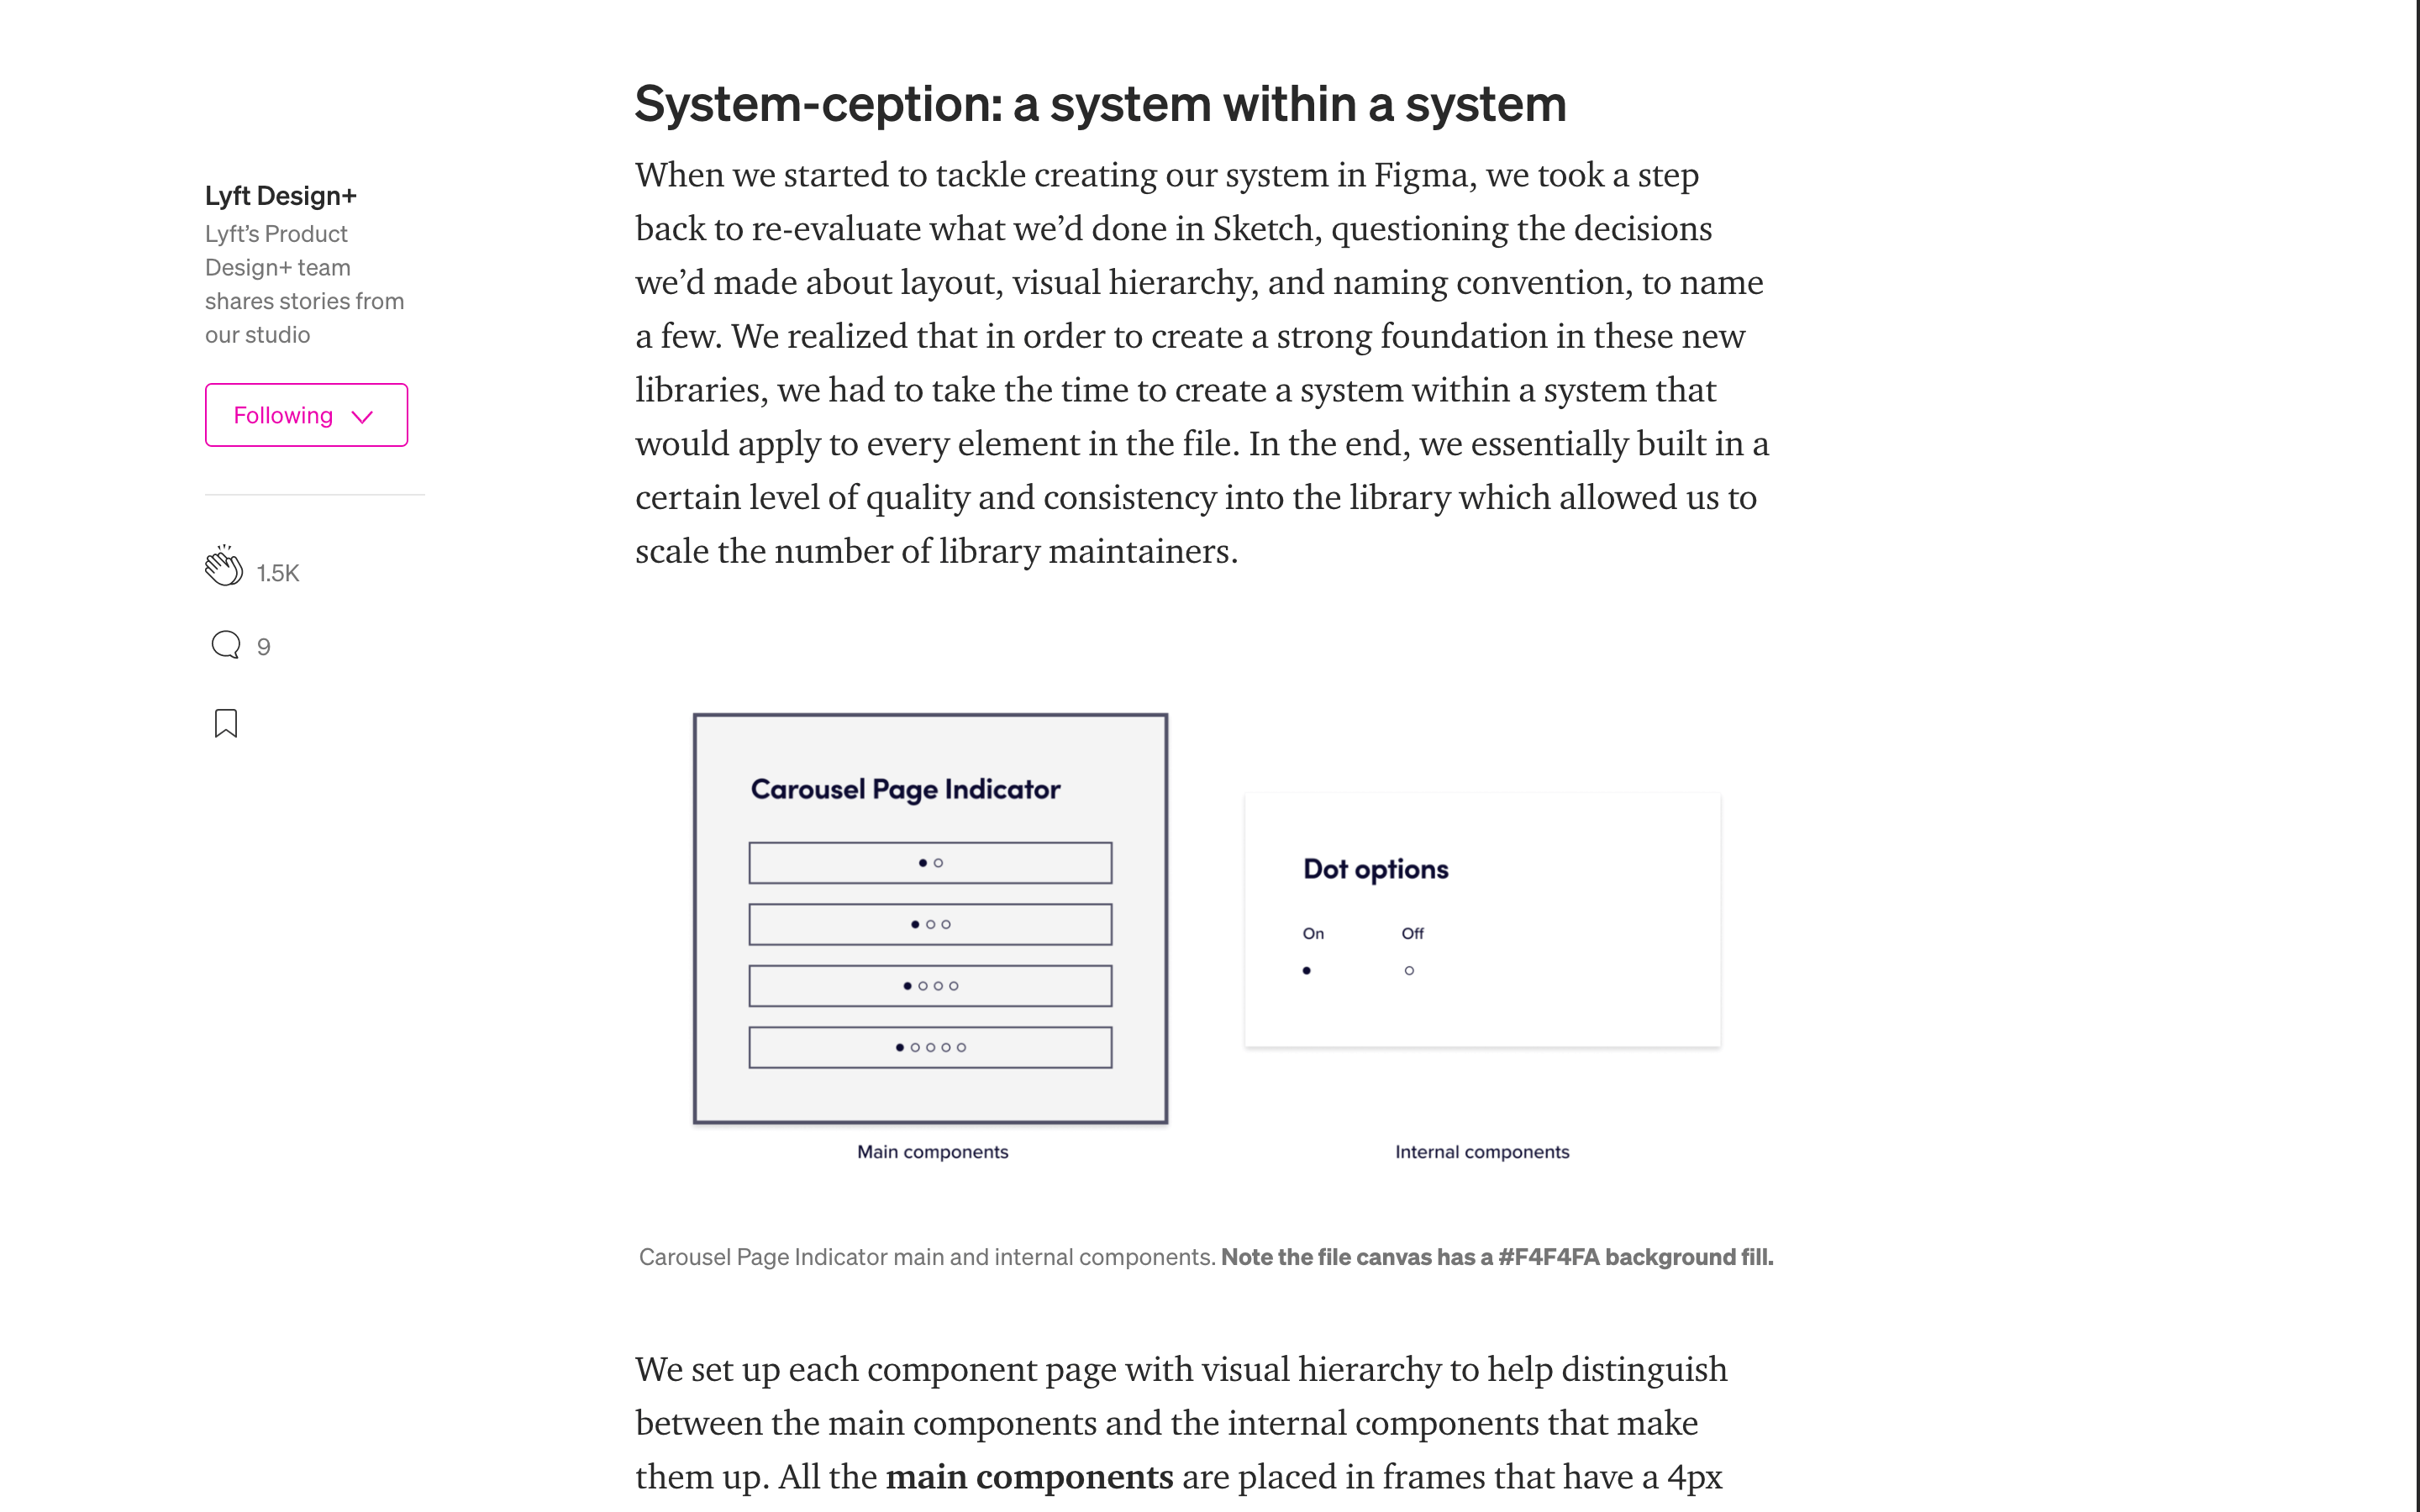 System-ception: a system within a system
Lyft Design+
Lyft’s Product
Design+ team
shares stories from
our studio
Following
1.5K
9
When we started to tackle creating our system in Figma, we took a step
back to re-evaluate what we’d done in Sketch, questioning the decisions
we’d made about layout, visual hierarchy, and naming convention, to name
a few. We realized that in order to create a strong foundation in these new
libraries, we had to take the time to create a system within a system that
would apply to every element in the file. In the end, we essentially built in a
certain level of quality and consistency into the library which allowed us to
scale the number of library maintainers.
Carousel Page Indicator
Main components
Dot options
On Off
Internal components
Carousel Page Indicator main and internal components. Note the file canvas has a #F4F4FA background fill.
We set up each component page with visual hierarchy to help distinguish
between the main components and the internal components that make
them up. All the main components are placed in frames that have a 4px